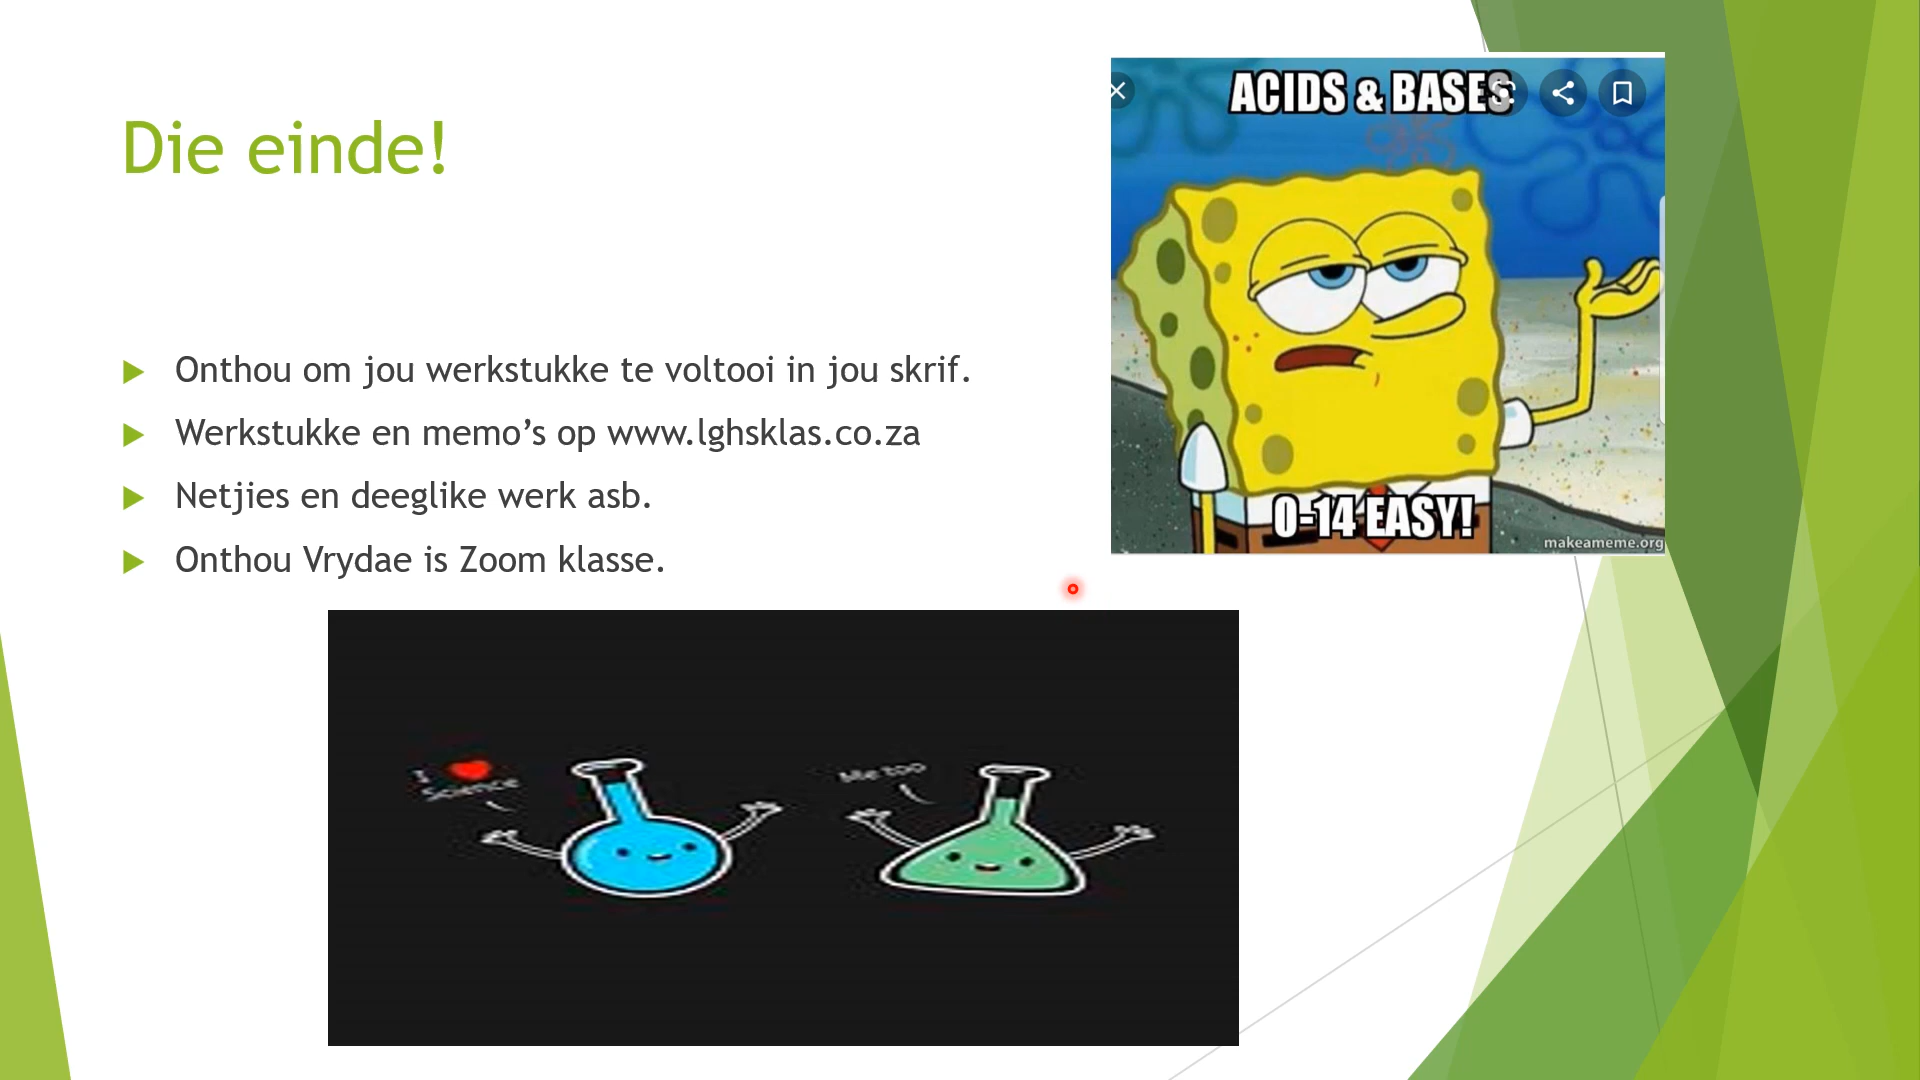 Die einde!
Onthou om jou werkstukke te voltooi in jou skrif.
Werkstukke en memo’s op www.lghsklas.co.za
Netjies en deeglike werk asb.
Onthou Vrydae is Zoom klasse.
ACIDS & BASES
0-14 EASY!
makeameme.org
I
Science
Me too